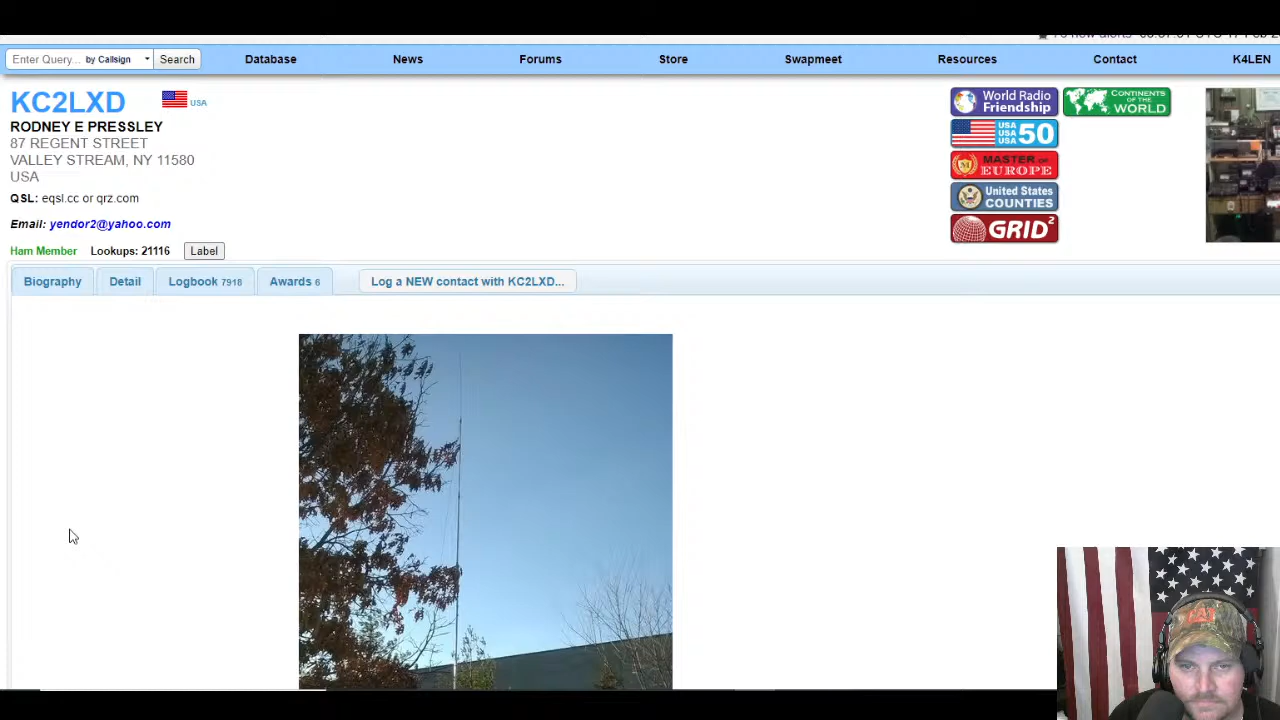 Enter Query... by Callsign Search Database News Forums Store Swapmeet Resources Contact K4LEN
KC2LXD USA
RODNEY E PRESSLEY
87 REGENT STREET
VALLEY STREAM, NY 11580
USA
QSL: eqsl.cc or qrz.com
Email: yendor2@yahoo.com
Ham Member Lookups: 21116 Label
World Radio
Friendship
CONTINENTS
OF THE
WORLD
USA
USA
USA
50
MASTER OF
EUROPE
United States
COUNTIES
GRID2
Biography Detail Logbook 7918 Awards 6 Log a NEW contact with KC2LXD...